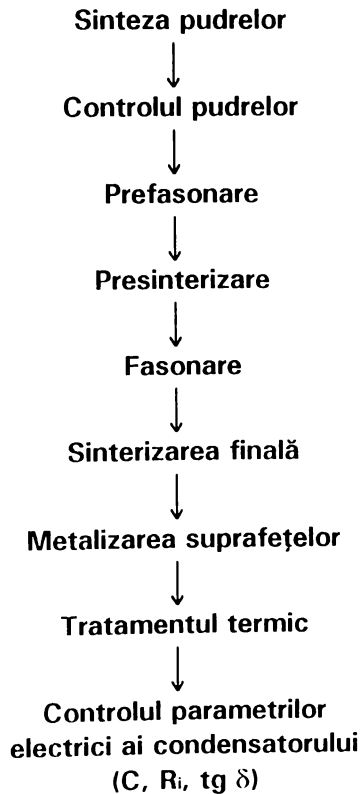 Sinteza pudrelor
Controlul pudrelor
Prefasonare
Presinterizare
Fasonare
Sinterizarea finală
Metalizarea suprafețelor
Tratamentul termic
Controlul parametrilor
electrici ai condensatorului
(C, Ri, tg δ)